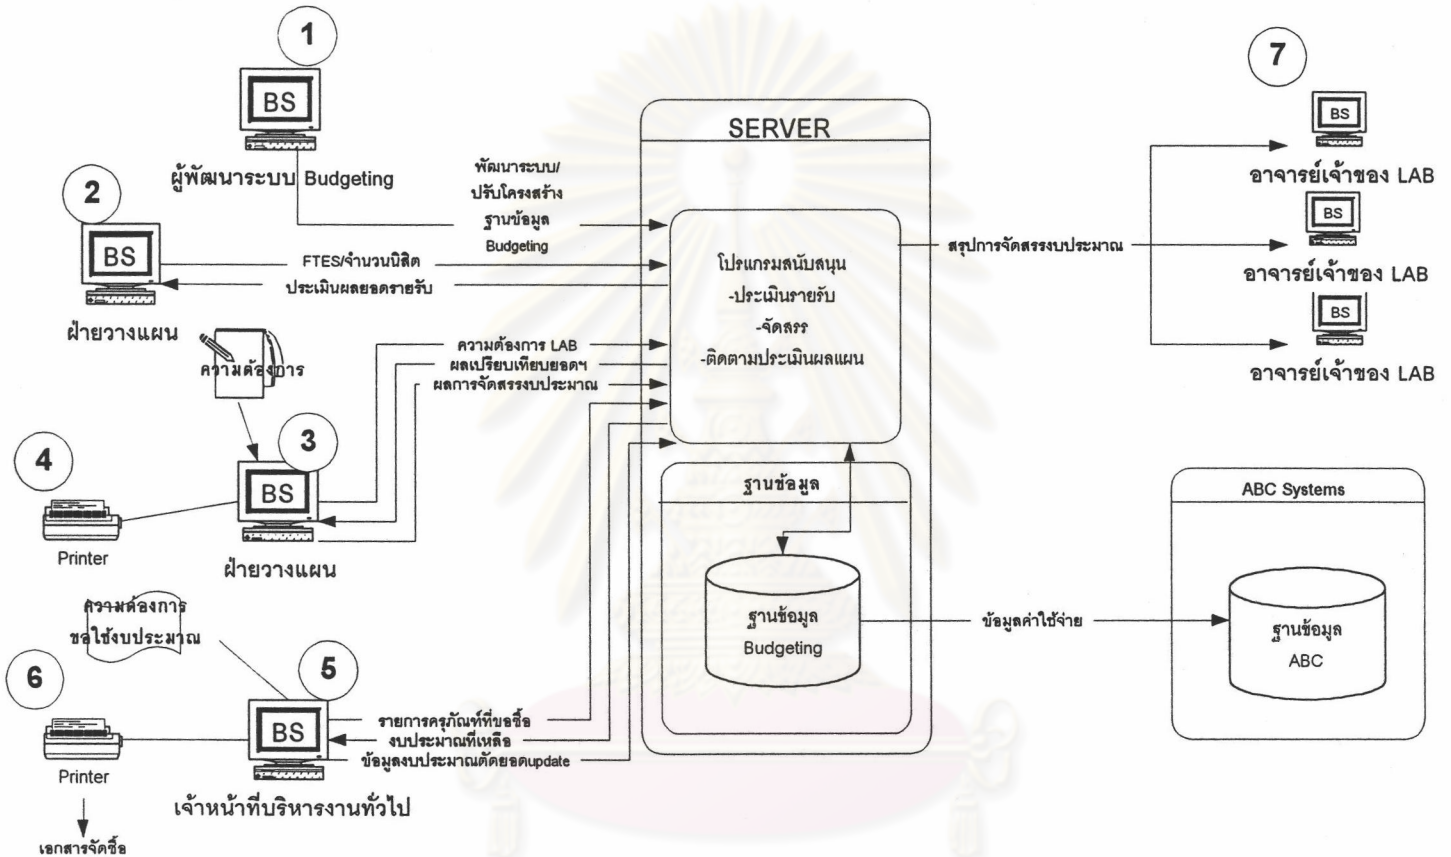 1
BS
ผู้พัฒนาระบบ Budgeting
พัฒนาระบบ/
ปรับโครงสร้าง
ฐานข้อมูล
Budgeting
2
BS
ฝ่ายวางแผน
FTES/จำนวนนิสิต
ประเมินผลยอดรายรับ
ความต้องการ
3
BS
ฝ่ายวางแผน
4
Printer
ความต้องการ LAB
ผลเปรียบเทียบยอดฯ
ผลการจัดสรรงบประมาณ
ความต้องการ
ขอใช้งบประมาณ
5
BS
เจ้าหน้าที่บริหารงานทั่วไป
6
Printer
เอกสารจัดซื้อ
รายการครุภัณฑ์ที่ขอซื้อ
งบประมาณที่เหลือ
ข้อมูลงบประมาณตัดยอดupdate
SERVER
โปรแกรมสนับสนุน
-ประเมินรายรับ
-จัดสรร
-ติดตามประเมินผลแผน
ฐานข้อมูล
ฐานข้อมูล
Budgeting
สรุปการจัดสรรงบประมาณ
7
BS
อาจารย์เจ้าของ LAB
BS
อาจารย์เจ้าของ LAB
BS
อาจารย์เจ้าของ LAB
ข้อมูลค่าใช้จ่าย
ABC Systems
ฐานข้อมูล
ABC